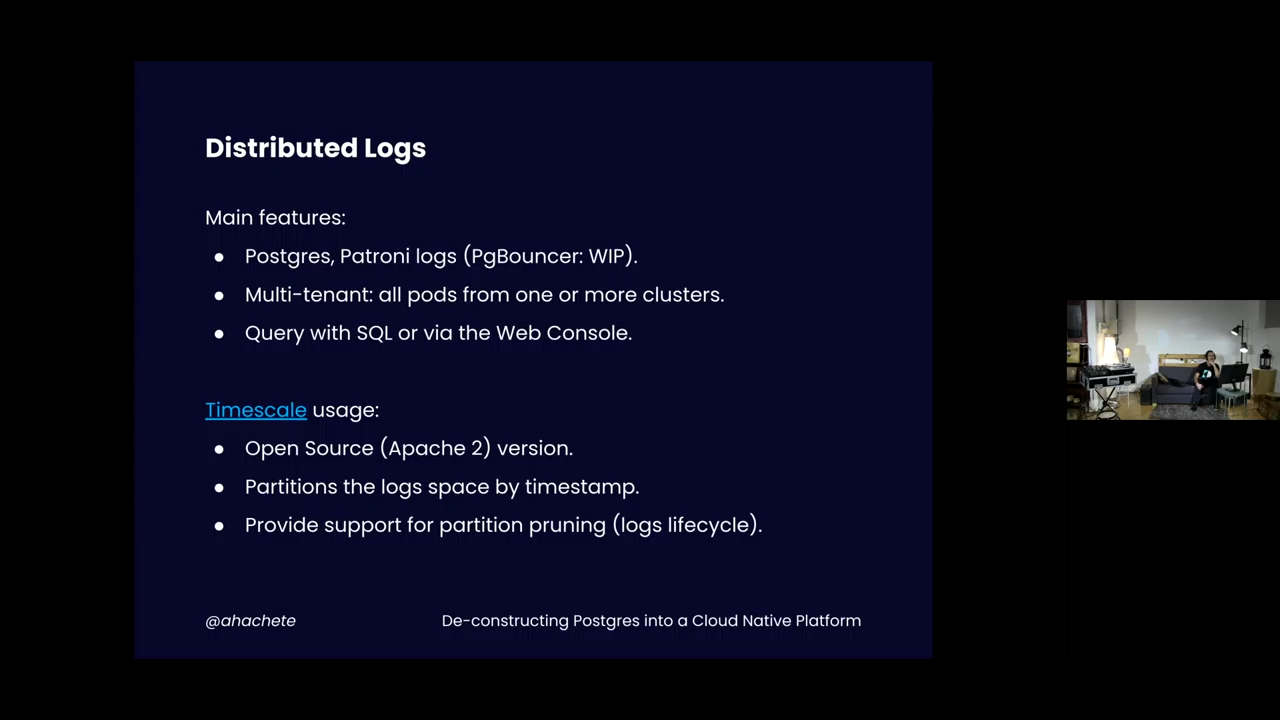 Distributed Logs
Main features:
● Postgres, Patroni logs (PgBouncer: WIP).
● Multi-tenant: all pods from one or more clusters.
● Query with SQL or via the Web Console.
Timescale usage:
● Open Source (Apache 2) version.
● Partitions the logs space by timestamp.
● Provide support for partition pruning (logs lifecycle).
@ahachete
De-constructing Postgres into a Cloud Native Platform